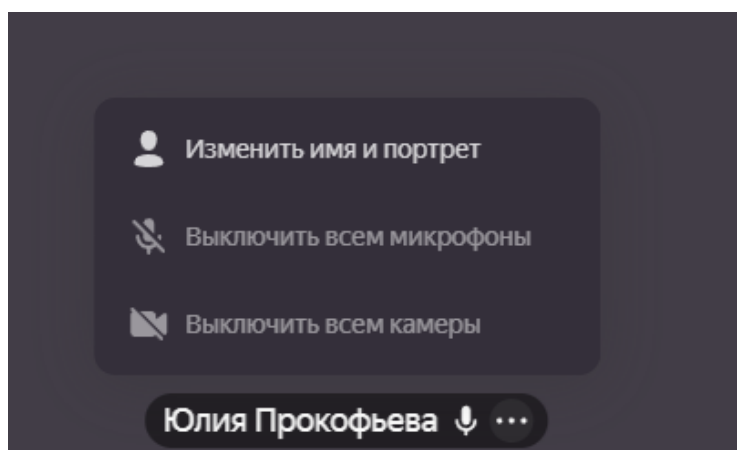 Изменить имя и портрет
Выключить всем микрофоны
Выключить всем камеры
Юлия Прокофьева